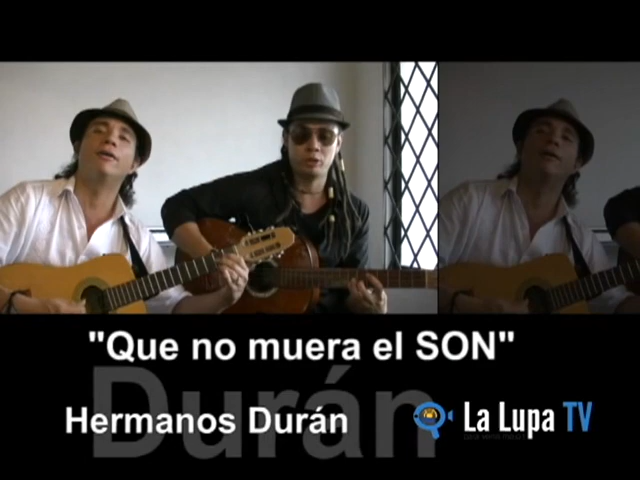 "Que no muera el SON"
Durán
Hermanos Durán
La Lupa TV